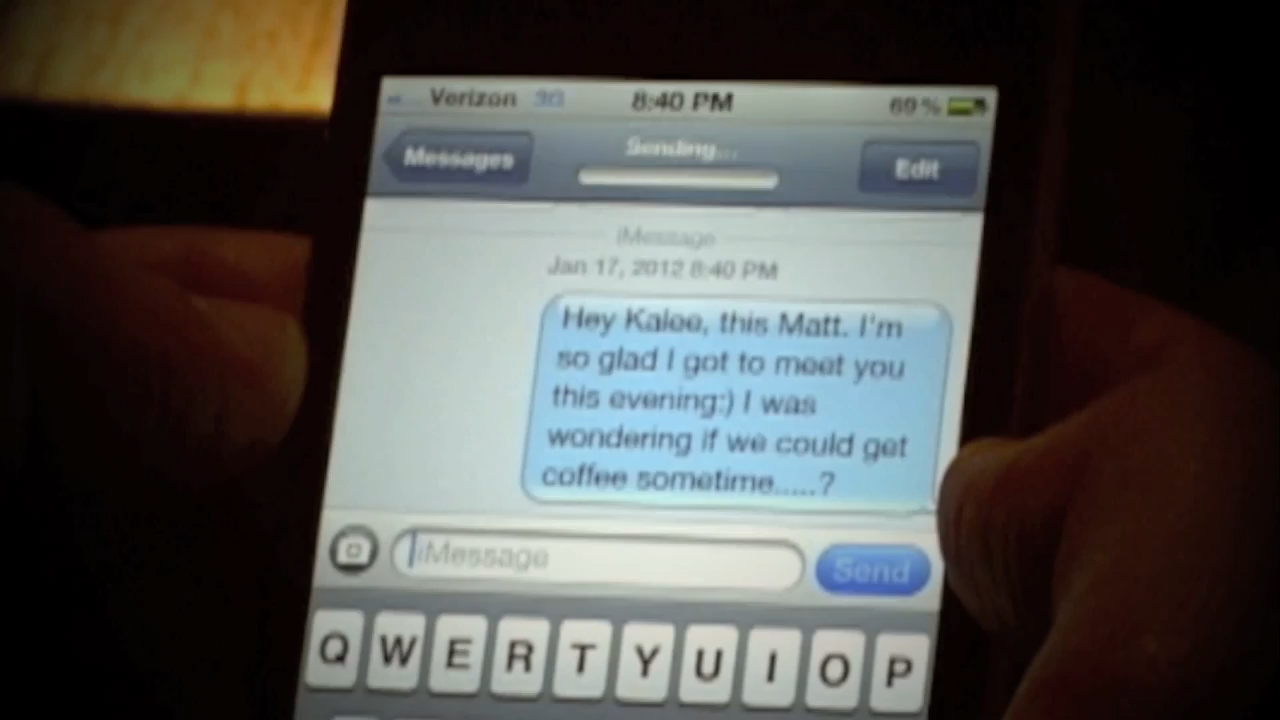 Verizon 3G 8:40 PM 69%
Messages Sending... Edit
iMessage
Jan 17, 2012 8:40 PM
Hey Kalee, this Matt. I'm
so glad I got to meet you
this evening:) I was
wondering if we could get
coffee sometime.....?
iMessage Send
Q W E R T Y U I O P